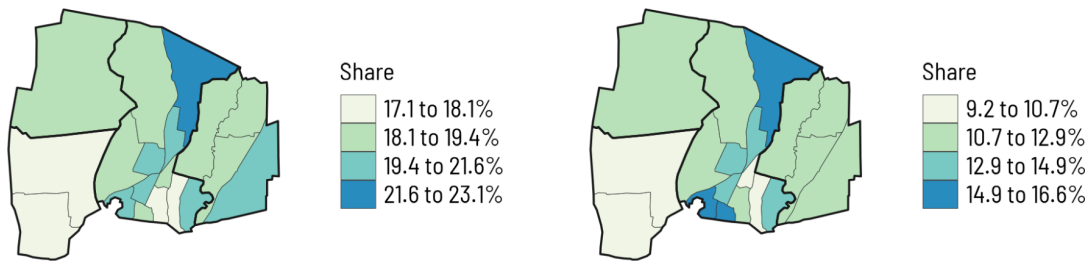 Share
17.1 to 18.1%
18.1 to 19.4%
19.4 to 21.6%
21.6 to 23.1%
Share
9.2 to 10.7%
10.7 to 12.9%
12.9 to 14.9%
14.9 to 16.6%